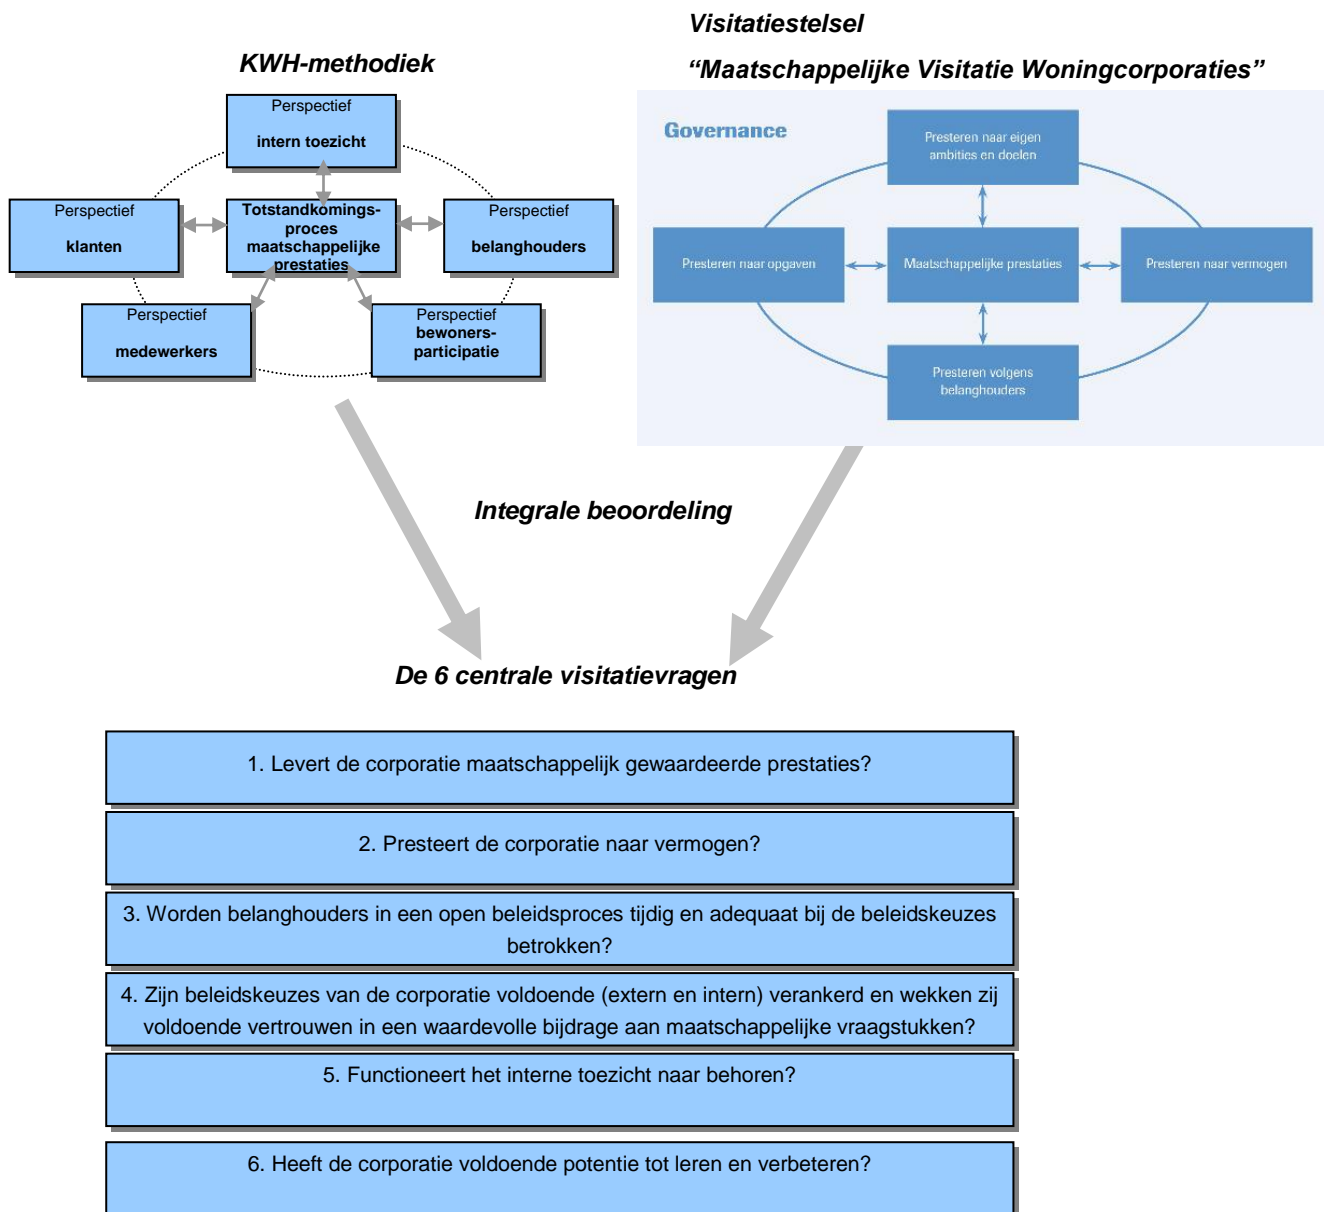 Visitatiestelsel
KWH-methodiek
“Maatschappelijke Visitatie Woningcorporaties”
Perspectief
intern toezicht
Perspectief
klanten
Totstandkomings-
proces
maatschappelijke
prestaties
Perspectief
belanghouders
Perspectief
medewerkers
Perspectief
bewoners-
participatie
Governance
Presteren naar eigen
ambities en doelen
Presteren naar opgaven
Maatschappelijke prestaties
Presteren naar vermogen
Presteren volgens
belanghouders
Integrale beoordeling
De 6 centrale visitatievragen
1. Levert de corporatie maatschappelijk gewaardeerde prestaties?
2. Presteert de corporatie naar vermogen?
3. Worden belanghouders in een open beleidsproces tijdig en adequaat bij de beleidskeuzes
betrokken?
4. Zijn beleidskeuzes van de corporatie voldoende (extern en intern) verankerd en wekken zij
voldoende vertrouwen in een waardevolle bijdrage aan maatschappelijke vraagstukken?
5. Functioneert het interne toezicht naar behoren?
6. Heeft de corporatie voldoende potentie tot leren en verbeteren?